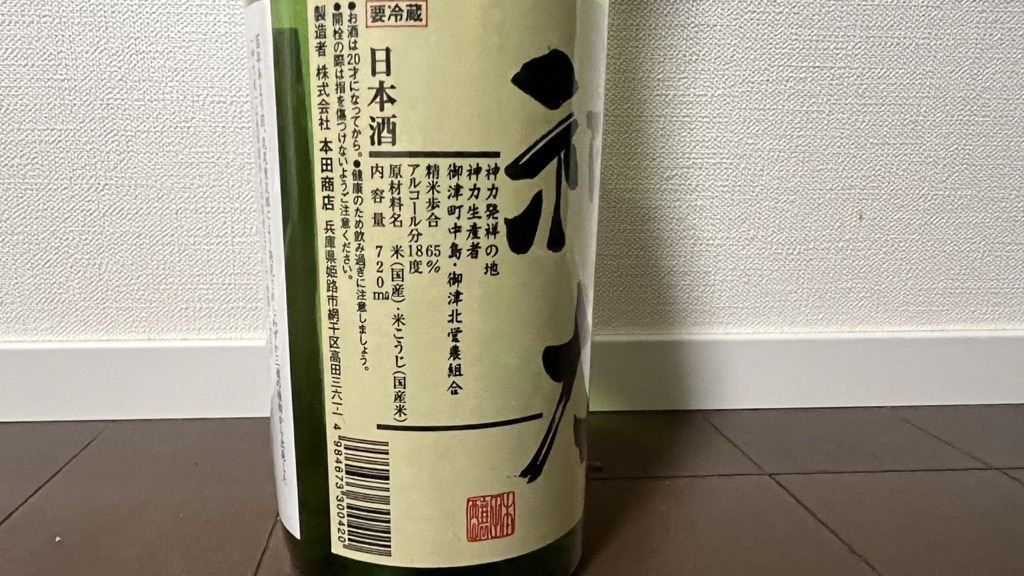 神力
神力発祥の地
神力生産者
御津町中島・御津北営農組合
精米歩合 65%
アルコール分18度
原材料名 米(国産)・米こうじ(国産米)
内容量 720mℓ
要冷蔵
日本酒
●お酒は20才になってから。●健康のため飲み過ぎに注意しましょう。
●開栓の際は指を傷つけないようご注意ください。
製造者 株式会社 本田商店 兵庫県姫路市網干区高田三六一-一
4984673300420